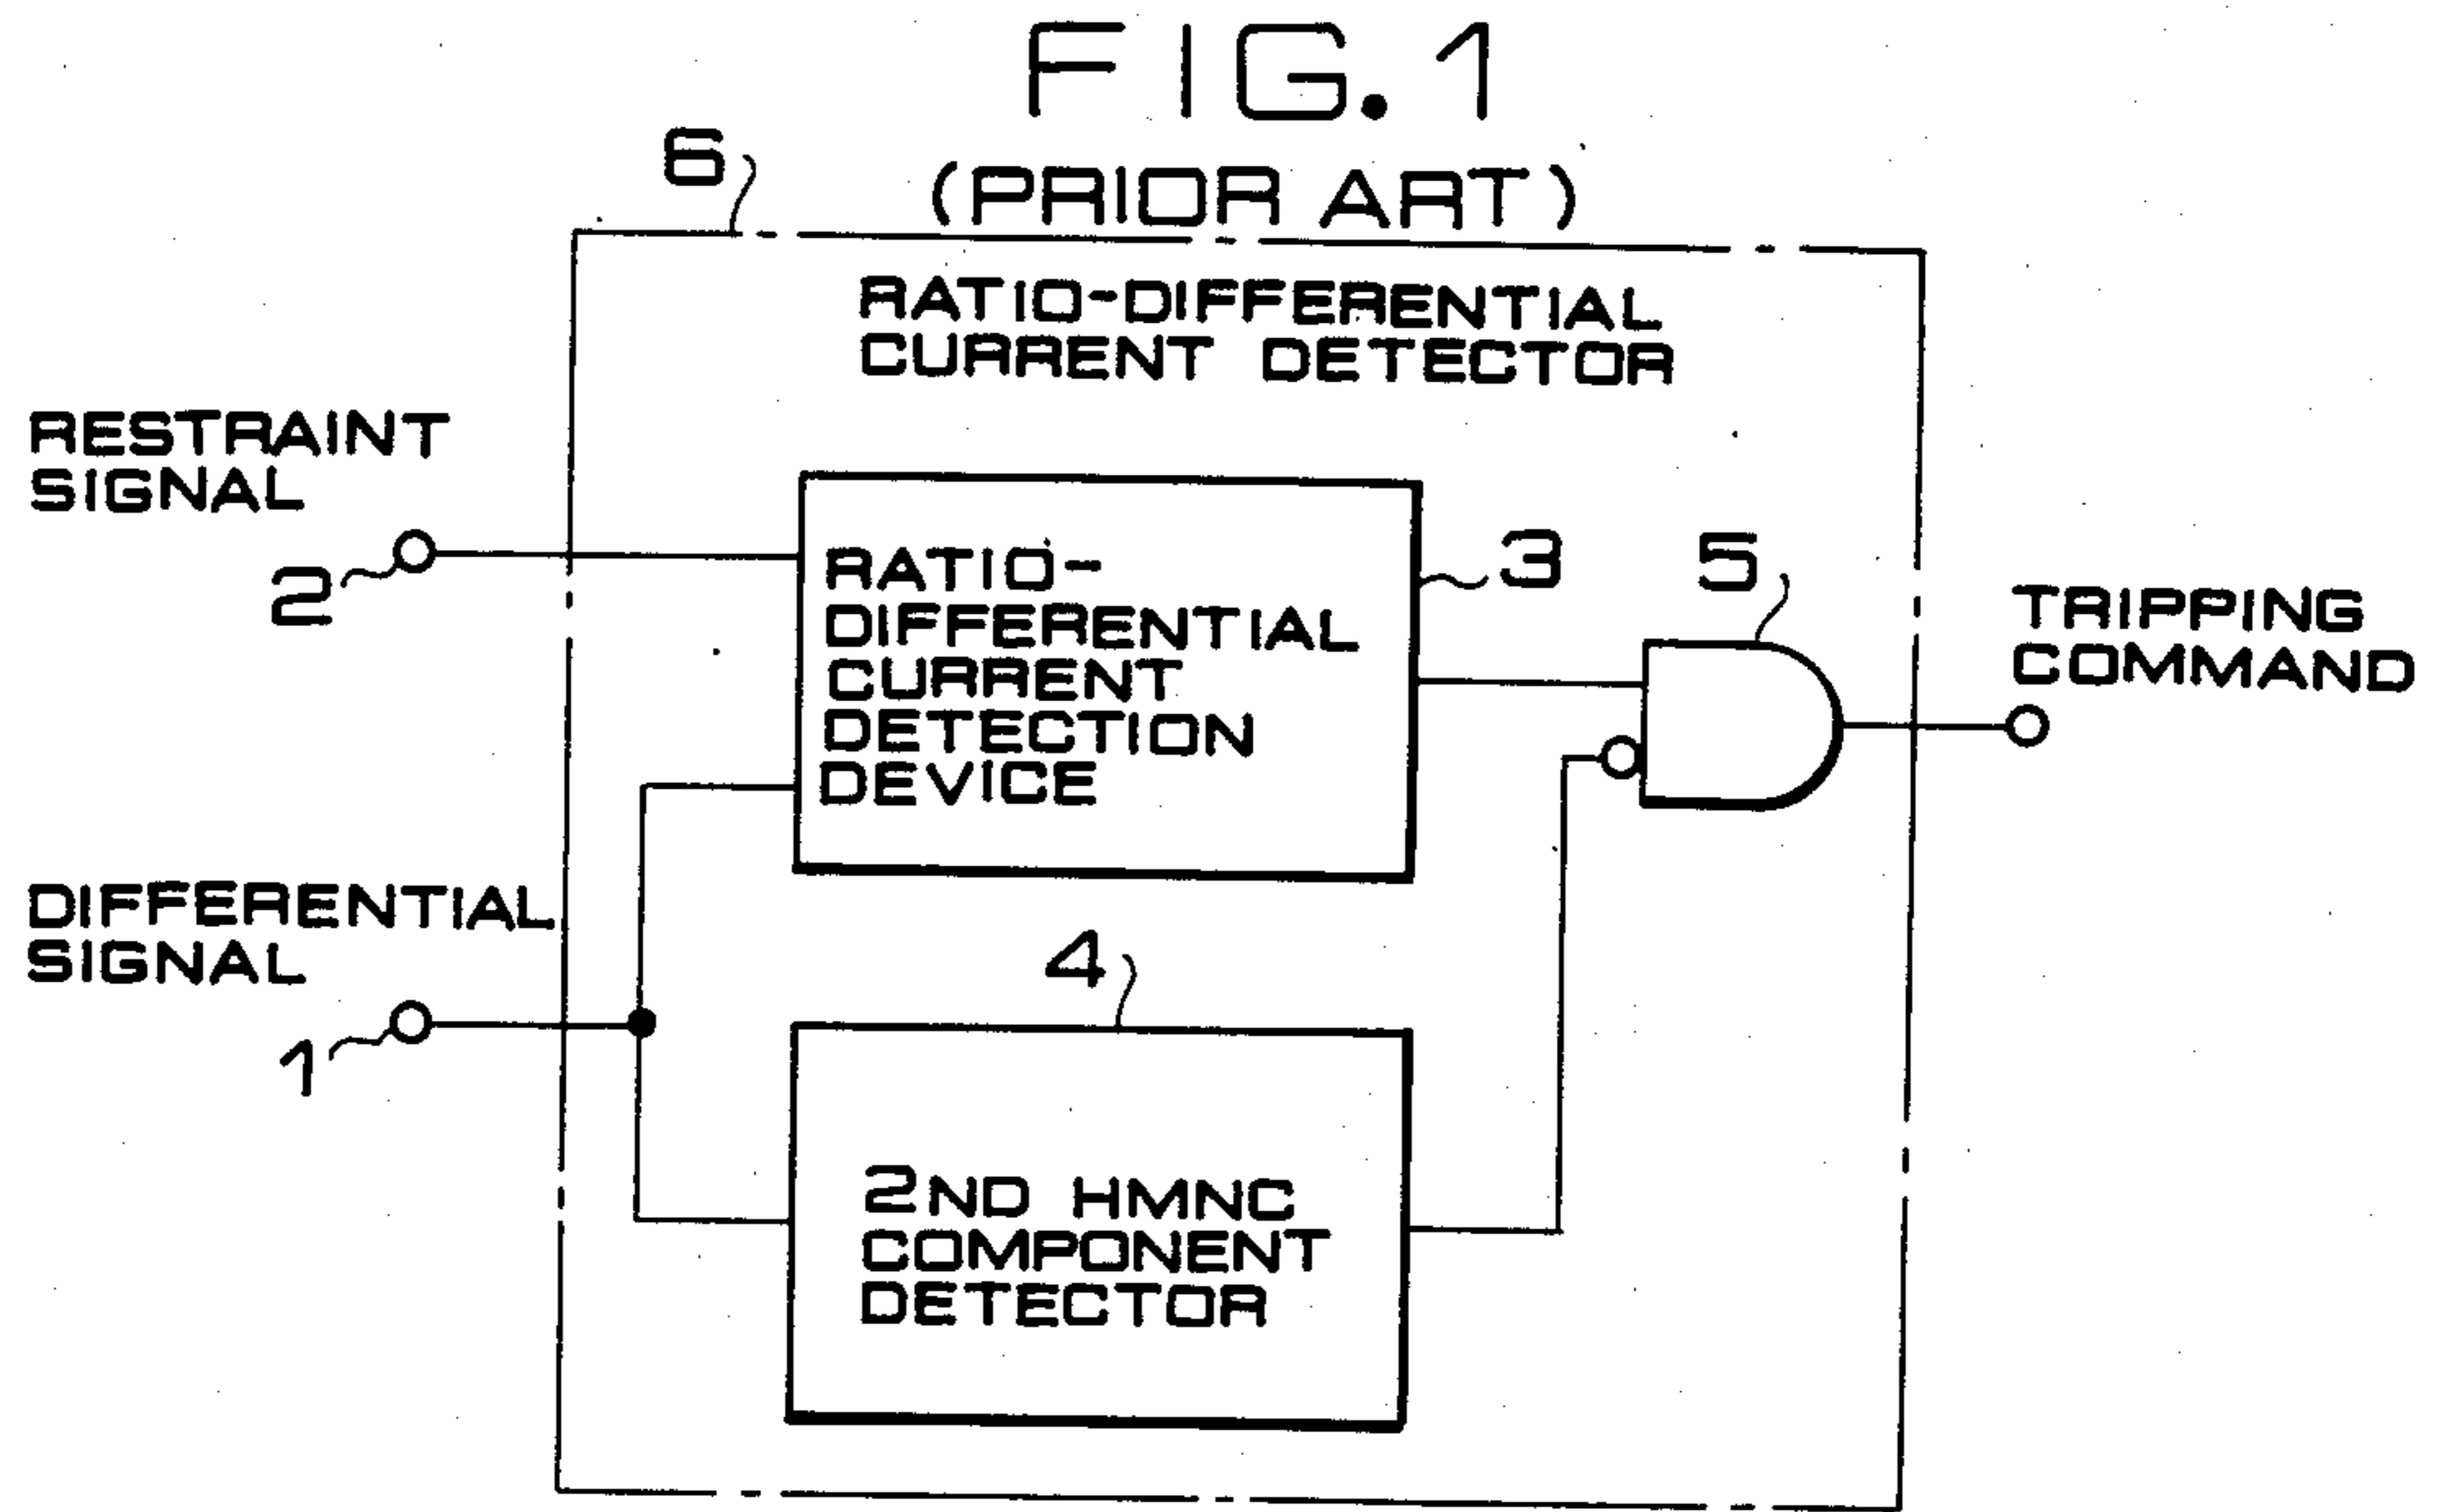 FIG. 1
(PRIOR ART)
6
RATIO-DIFFERENTIAL
CURRENT DETECTOR
RESTRAINT
SIGNAL
2
RATIO-
DIFFERENTIAL
CURRENT
DETECTION
DEVICE
3
5
TRIPPING
COMMAND
DIFFERENTIAL
SIGNAL
1
4
2ND HMNC
COMPONENT
DETECTOR